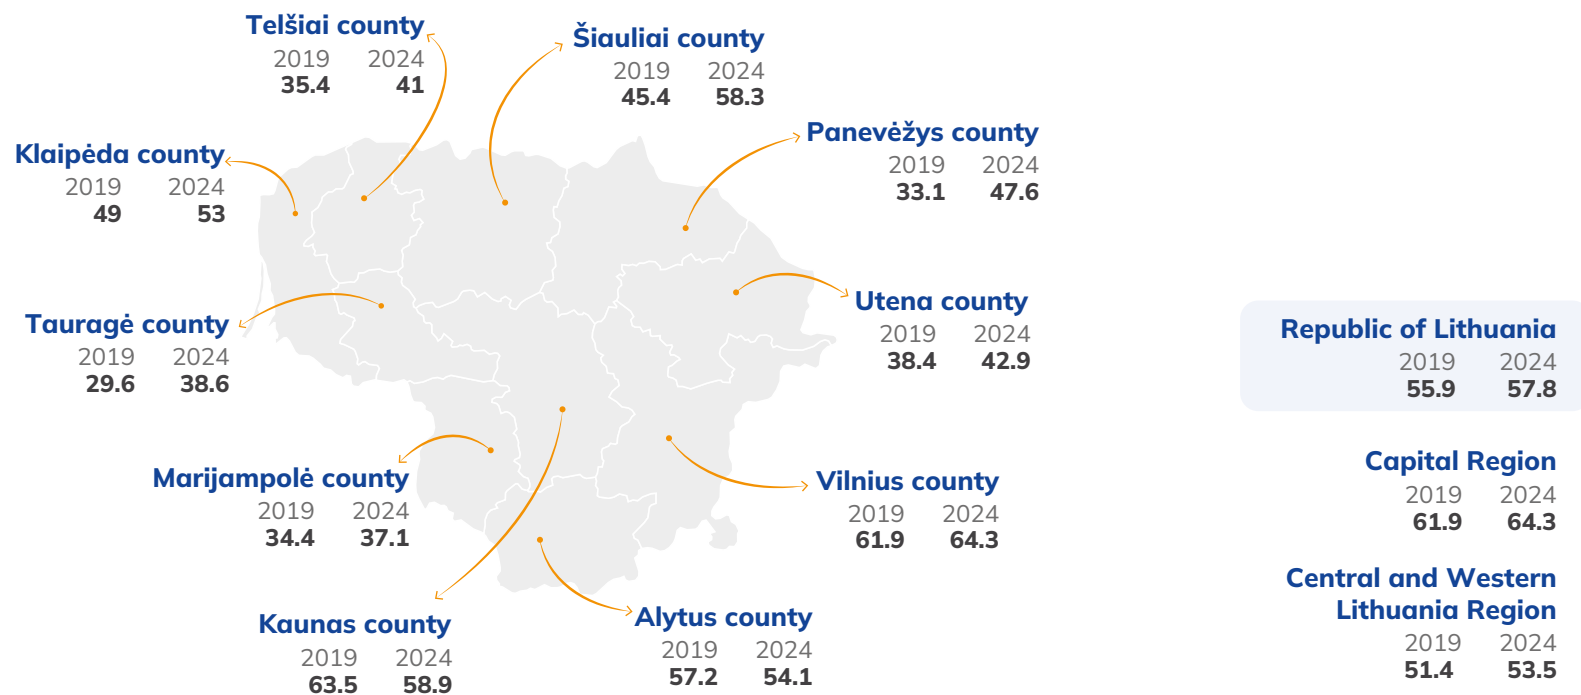 Telšiai county
2019 2024
35.4 41
Šiauliai county
2019 2024
45.4 58.3
Panevėžys county
2019 2024
33.1 47.6
Klaipėda county
2019 2024
49 53
Utena county
2019 2024
38.4 42.9
Tauragė county
2019 2024
29.6 38.6
Marijampolė county
2019 2024
34.4 37.1
Vilnius county
2019 2024
61.9 64.3
Kaunas county
2019 2024
63.5 58.9
Alytus county
2019 2024
57.2 54.1
Republic of Lithuania
2019 2024
55.9 57.8
Capital Region
2019 2024
61.9 64.3
Central and Western
Lithuania Region
2019 2024
51.4 53.5